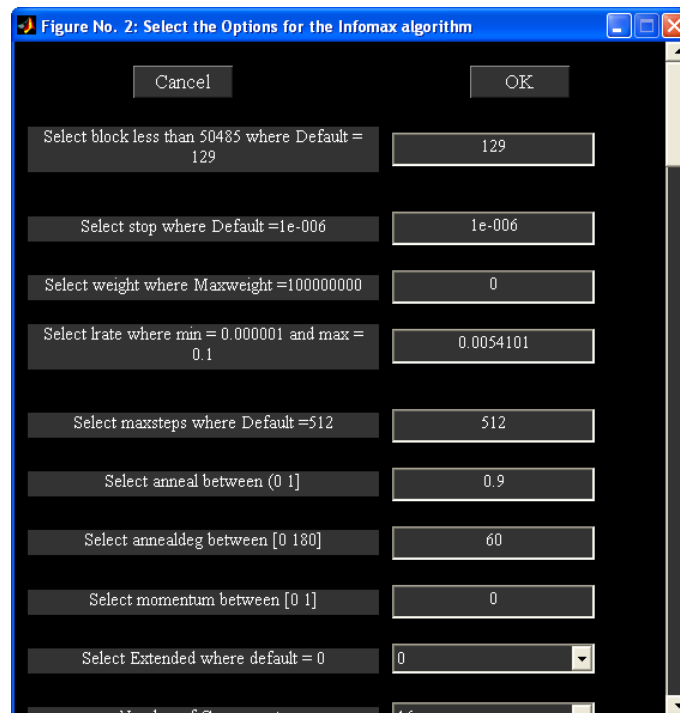 Figure No. 2: Select the Options for the Infomax algorithm
Cancel
OK
Select block less than 50485 where Default =
129
129
Select stop where Default =1e-006
1e-006
Select weight where Maxweight =100000000
0
Select lrate where min = 0.000001 and max =
0.1
0.0054101
Select maxsteps where Default =512
512
Select anneal between (0 1]
0.9
Select annealdeg between [0 180]
60
Select momentum between [0 1]
0
Select Extended where default = 0
0